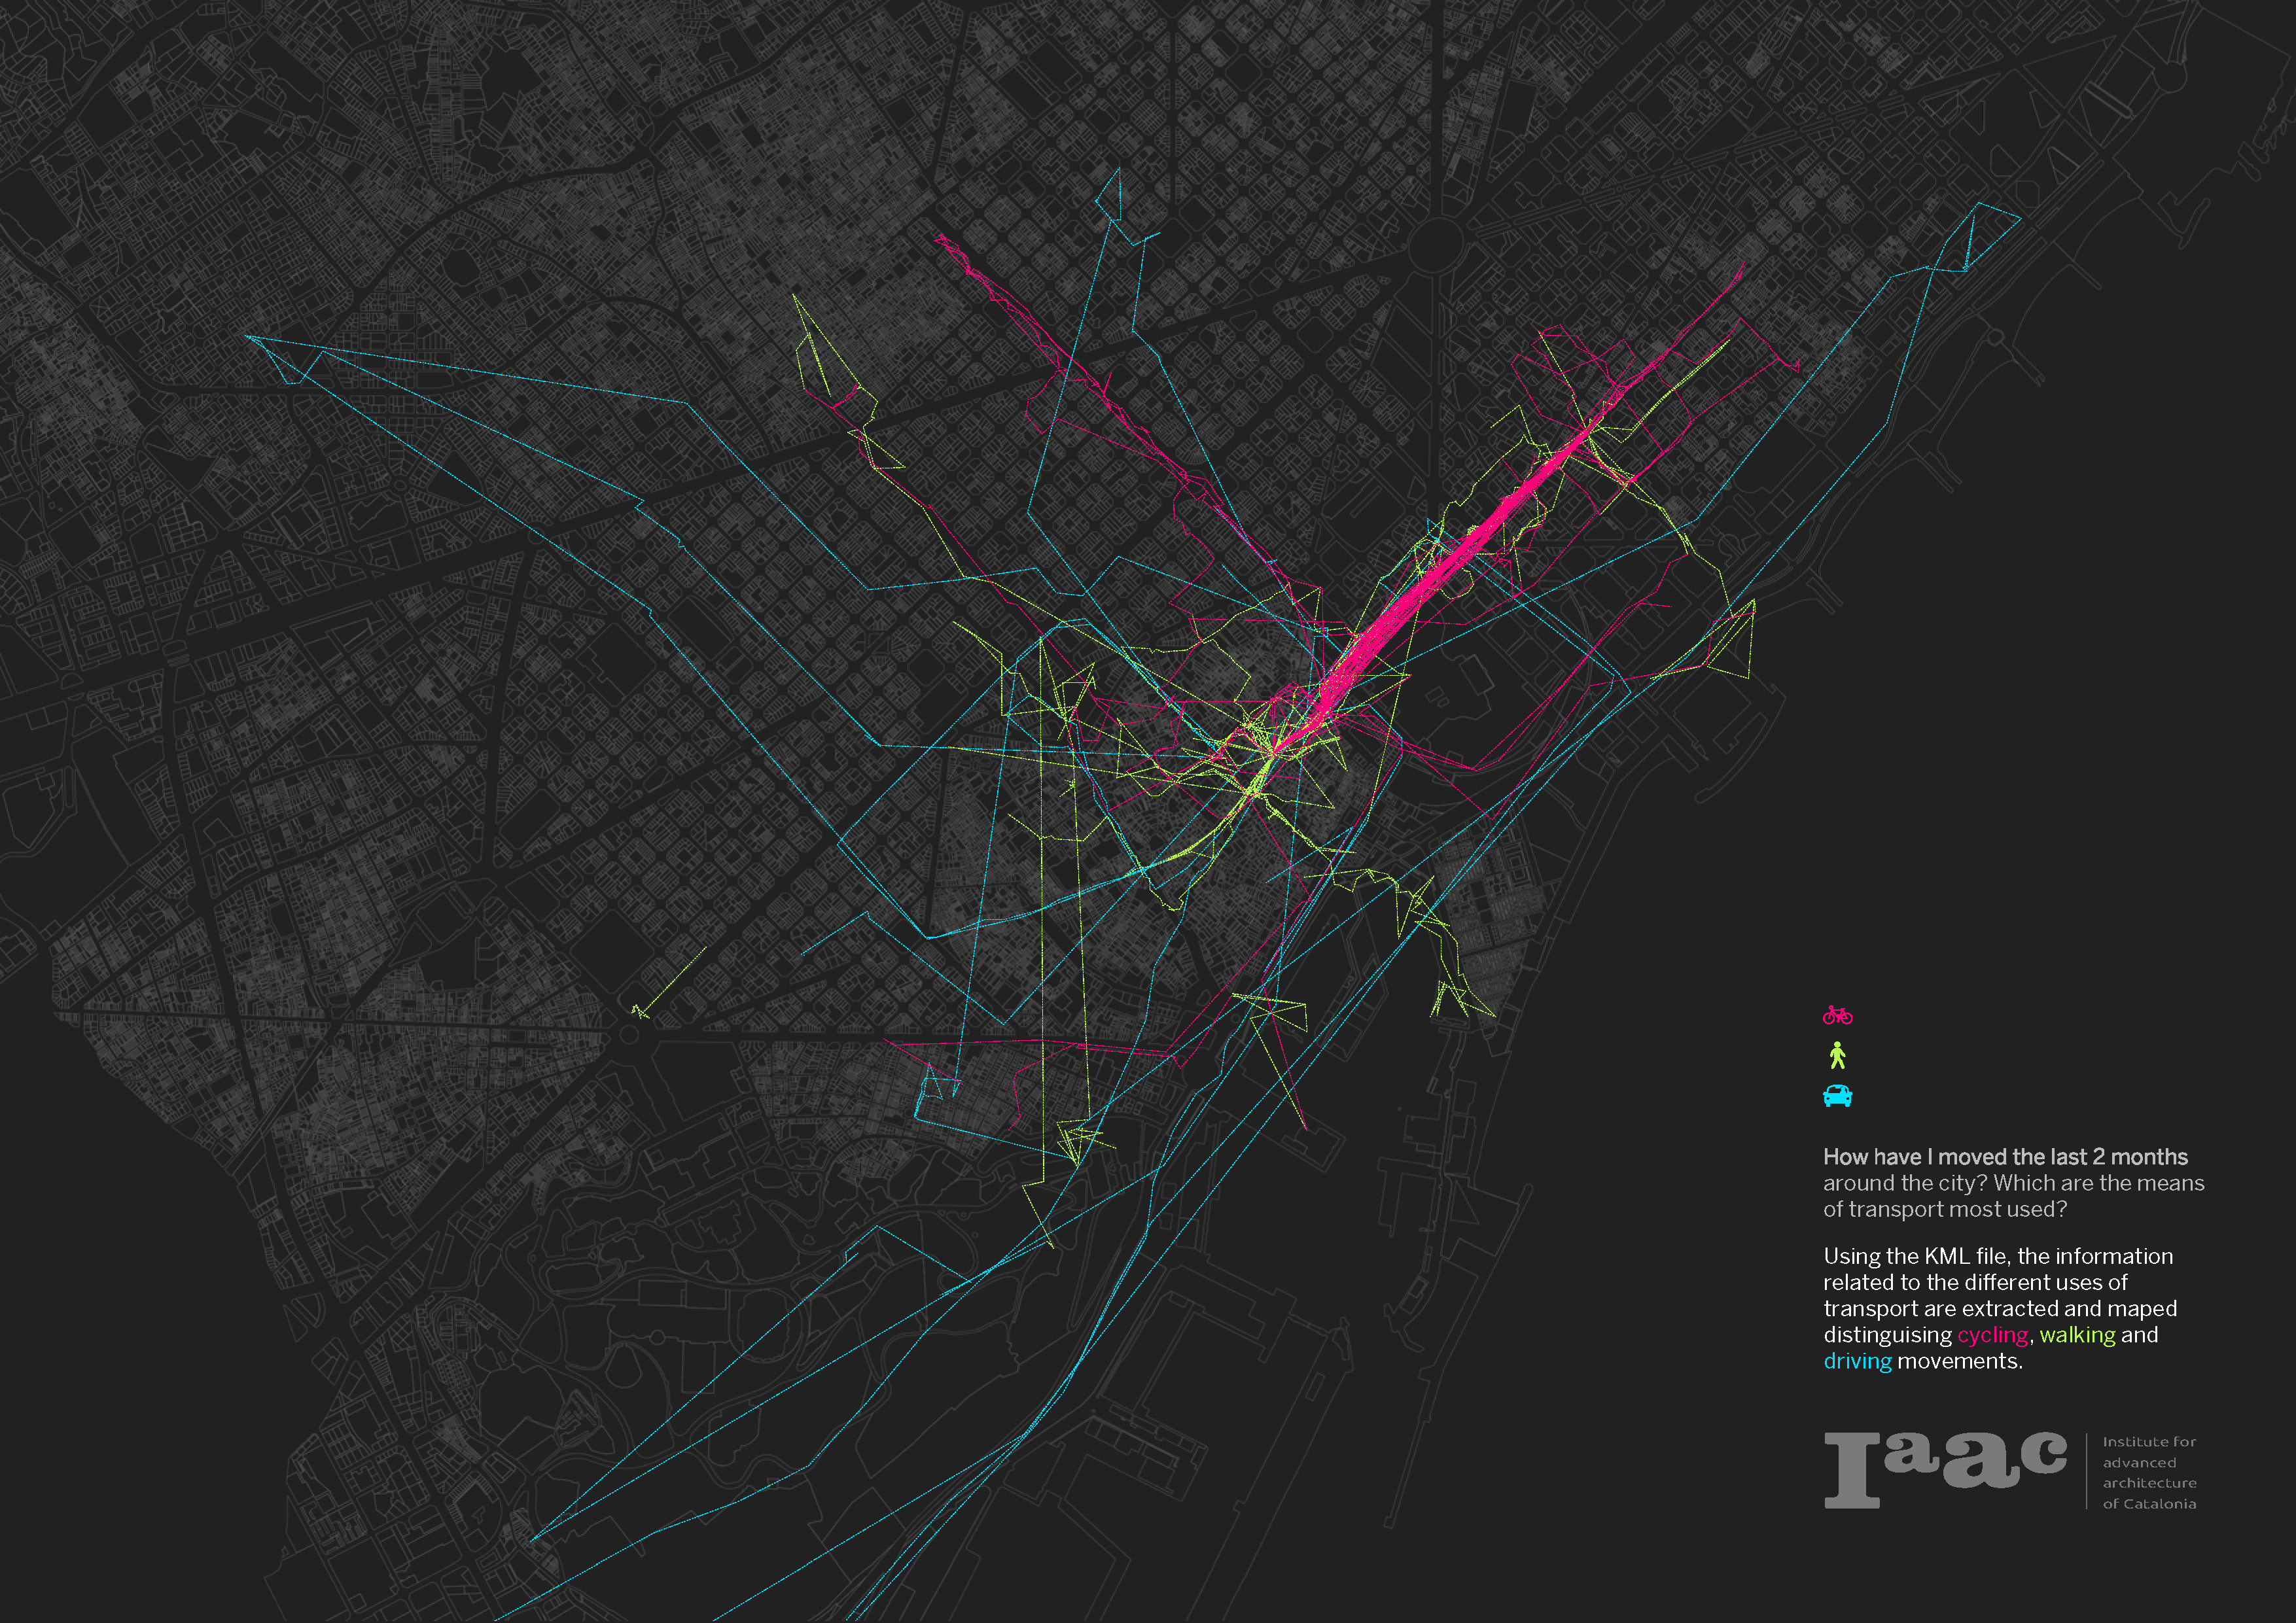 How have I moved the last 2 months
around the city? Which are the means
of transport most used?
Using the KML file, the information
related to the different uses of
transport are extracted and maped
distinguising cycling, walking and
driving movements.
Iaac
Institute for
advanced
architecture
of Catalonia